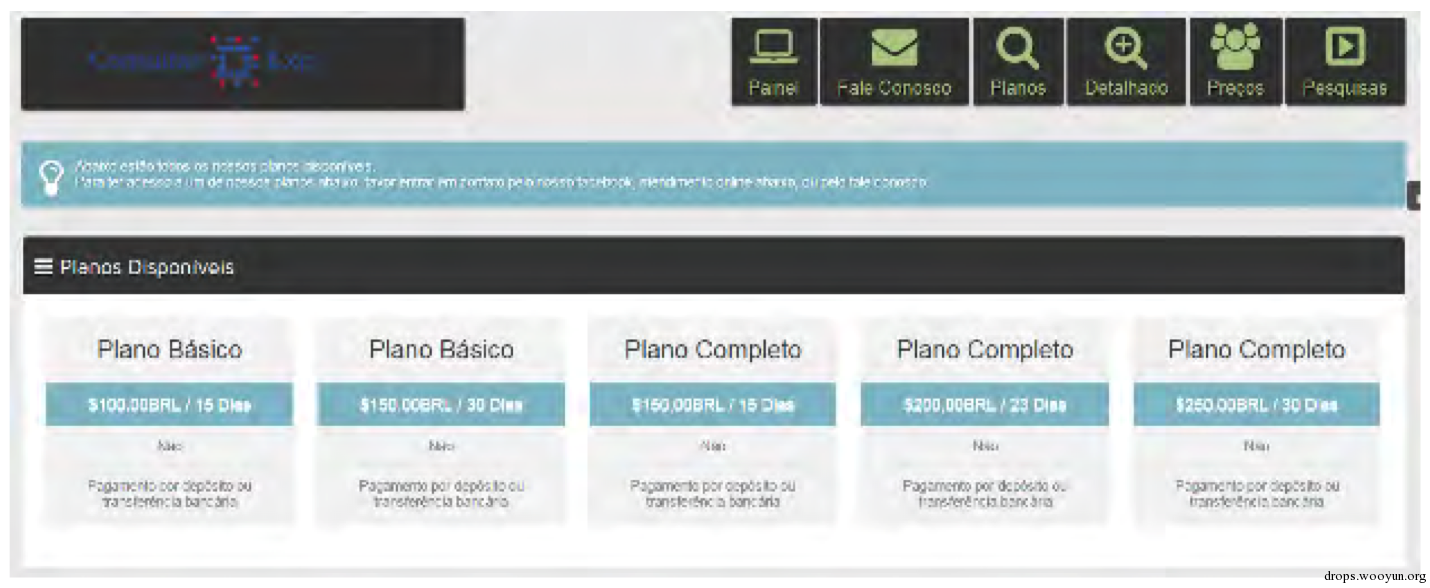 Painel
Fale Conosco
Planos
Detalhado
Preços
Pesquisas
Abaixo estão todos os nossos planos disponíveis.
Para ter acesso a um de nossos planos abaixo, favor entrar em contato pelo nosso facebook, atendimento online abaixo, ou pelo fale conosco.
Planos Disponíveis
Plano Básico
$100,00BRL / 15 Dias
Não
Pagamento por depósito ou
transferência bancária
Plano Básico
$150,00BRL / 30 Dias
Não
Pagamento por depósito ou
transferência bancária
Plano Completo
$150,00BRL / 15 Dias
Não
Pagamento por depósito ou
transferência bancária
Plano Completo
$200,00BRL / 23 Dias
Não
Pagamento por depósito ou
transferência bancária
Plano Completo
$250,00BRL / 30 Dias
Não
Pagamento por depósito ou
transferência bancária
drops.wooyun.org